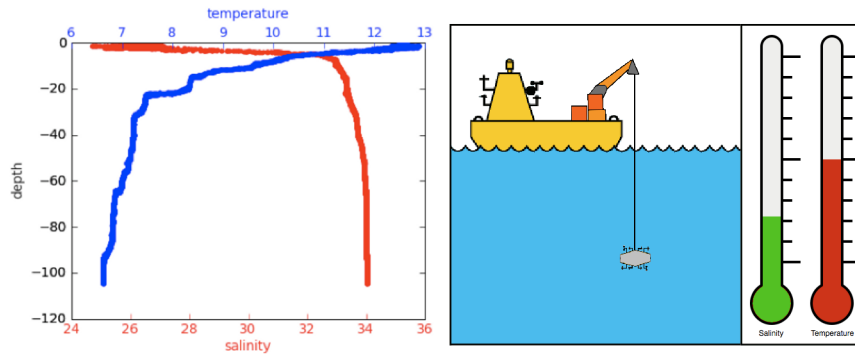 temperature
6 7 8 9 10 11 12 13
0
−20
−40
−60
−80
−100
−120
depth
24 26 28 30 32 34 36
salinity
Salinity Temperature